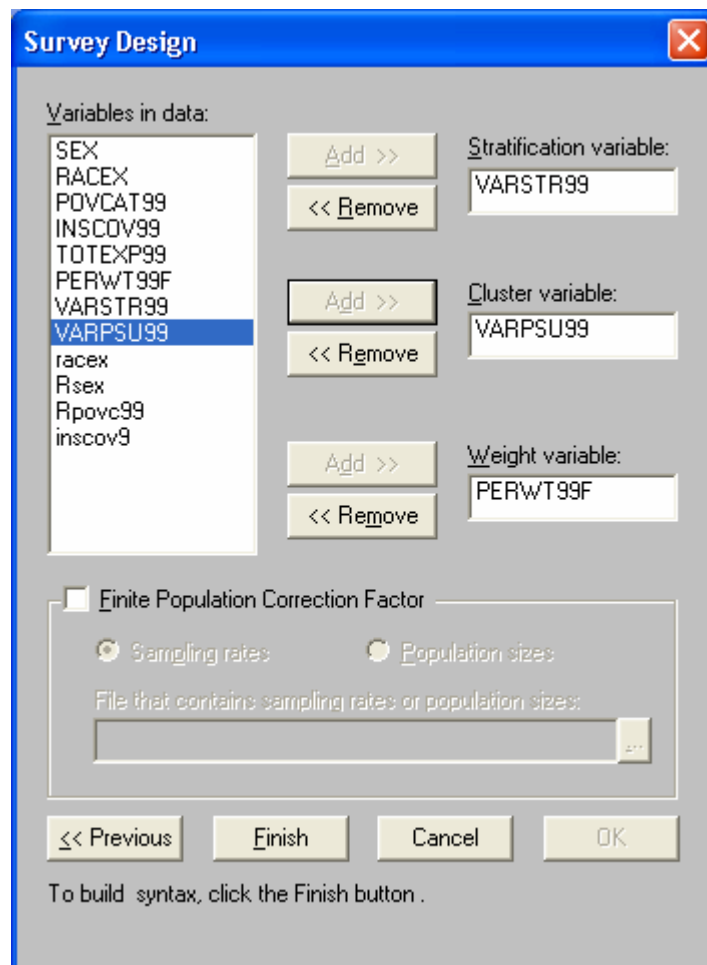 Survey Design
Variables in data:
SEX
RACEX
POVCAT99
INSCOV99
TOTEXP99
PERWT99F
VARSTR99
VARPSU99
racex
Rsex
Rpovc99
inscov9
Add >>
<< Remove
Stratification variable:
VARSTR99
Add >>
<< Remove
Cluster variable:
VARPSU99
Add >>
<< Remove
Weight variable:
PERWT99F
Finite Population Correction Factor
Sampling rates
Population sizes
File that contains sampling rates or population sizes:
...
<< Previous
Finish
Cancel
OK
To build syntax, click the Finish button .